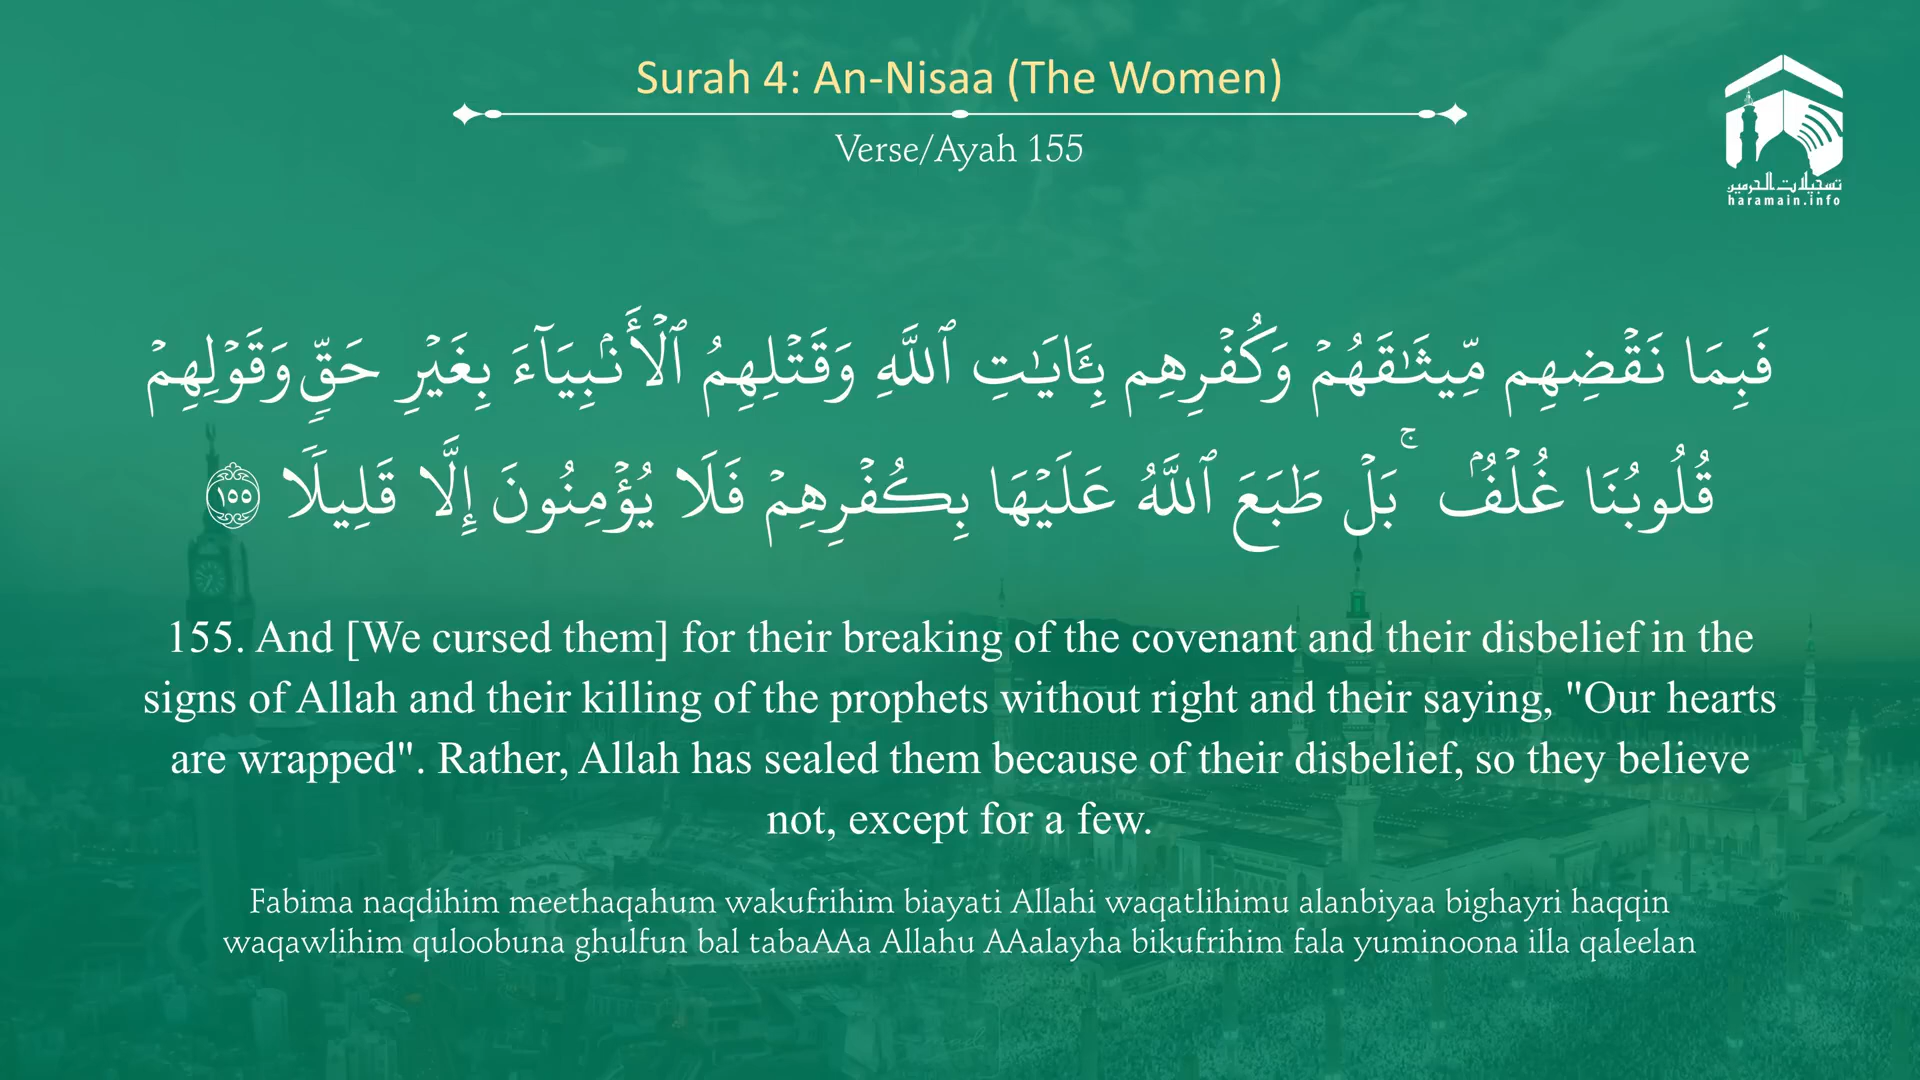 Surah 4: An-Nisaa (The Women)
Verse/Ayah 155
تسجيلات الحرمين
haramain.info
فَبِمَا نَقْضِهِم مِّيثَـٰقَهُمْ وَكُفْرِهِم بِـَٔايَـٰتِ ٱللَّهِ وَقَتْلِهِمُ ٱلْأَنۢبِيَآءَ بِغَيْرِ حَقٍّ وَقَوْلِهِمْ
قُلُوبُنَا غُلْفٌۢ ۚ بَلْ طَبَعَ ٱللَّهُ عَلَيْهَا بِكُفْرِهِمْ فَلَا يُؤْمِنُونَ إِلَّا قَلِيلًا ١٥٥
155. And [We cursed them] for their breaking of the covenant and their disbelief in the
signs of Allah and their killing of the prophets without right and their saying, "Our hearts
are wrapped". Rather, Allah has sealed them because of their disbelief, so they believe
not, except for a few.
Fabima naqdihim meethaqahum wakufrihim biayati Allahi waqatlihimu alanbiyaa bighayri haqqin
waqawlihim quloobuna ghulfun bal tabaAAa Allahu AAalayha bikufrihim fala yuminoona illa qaleelan